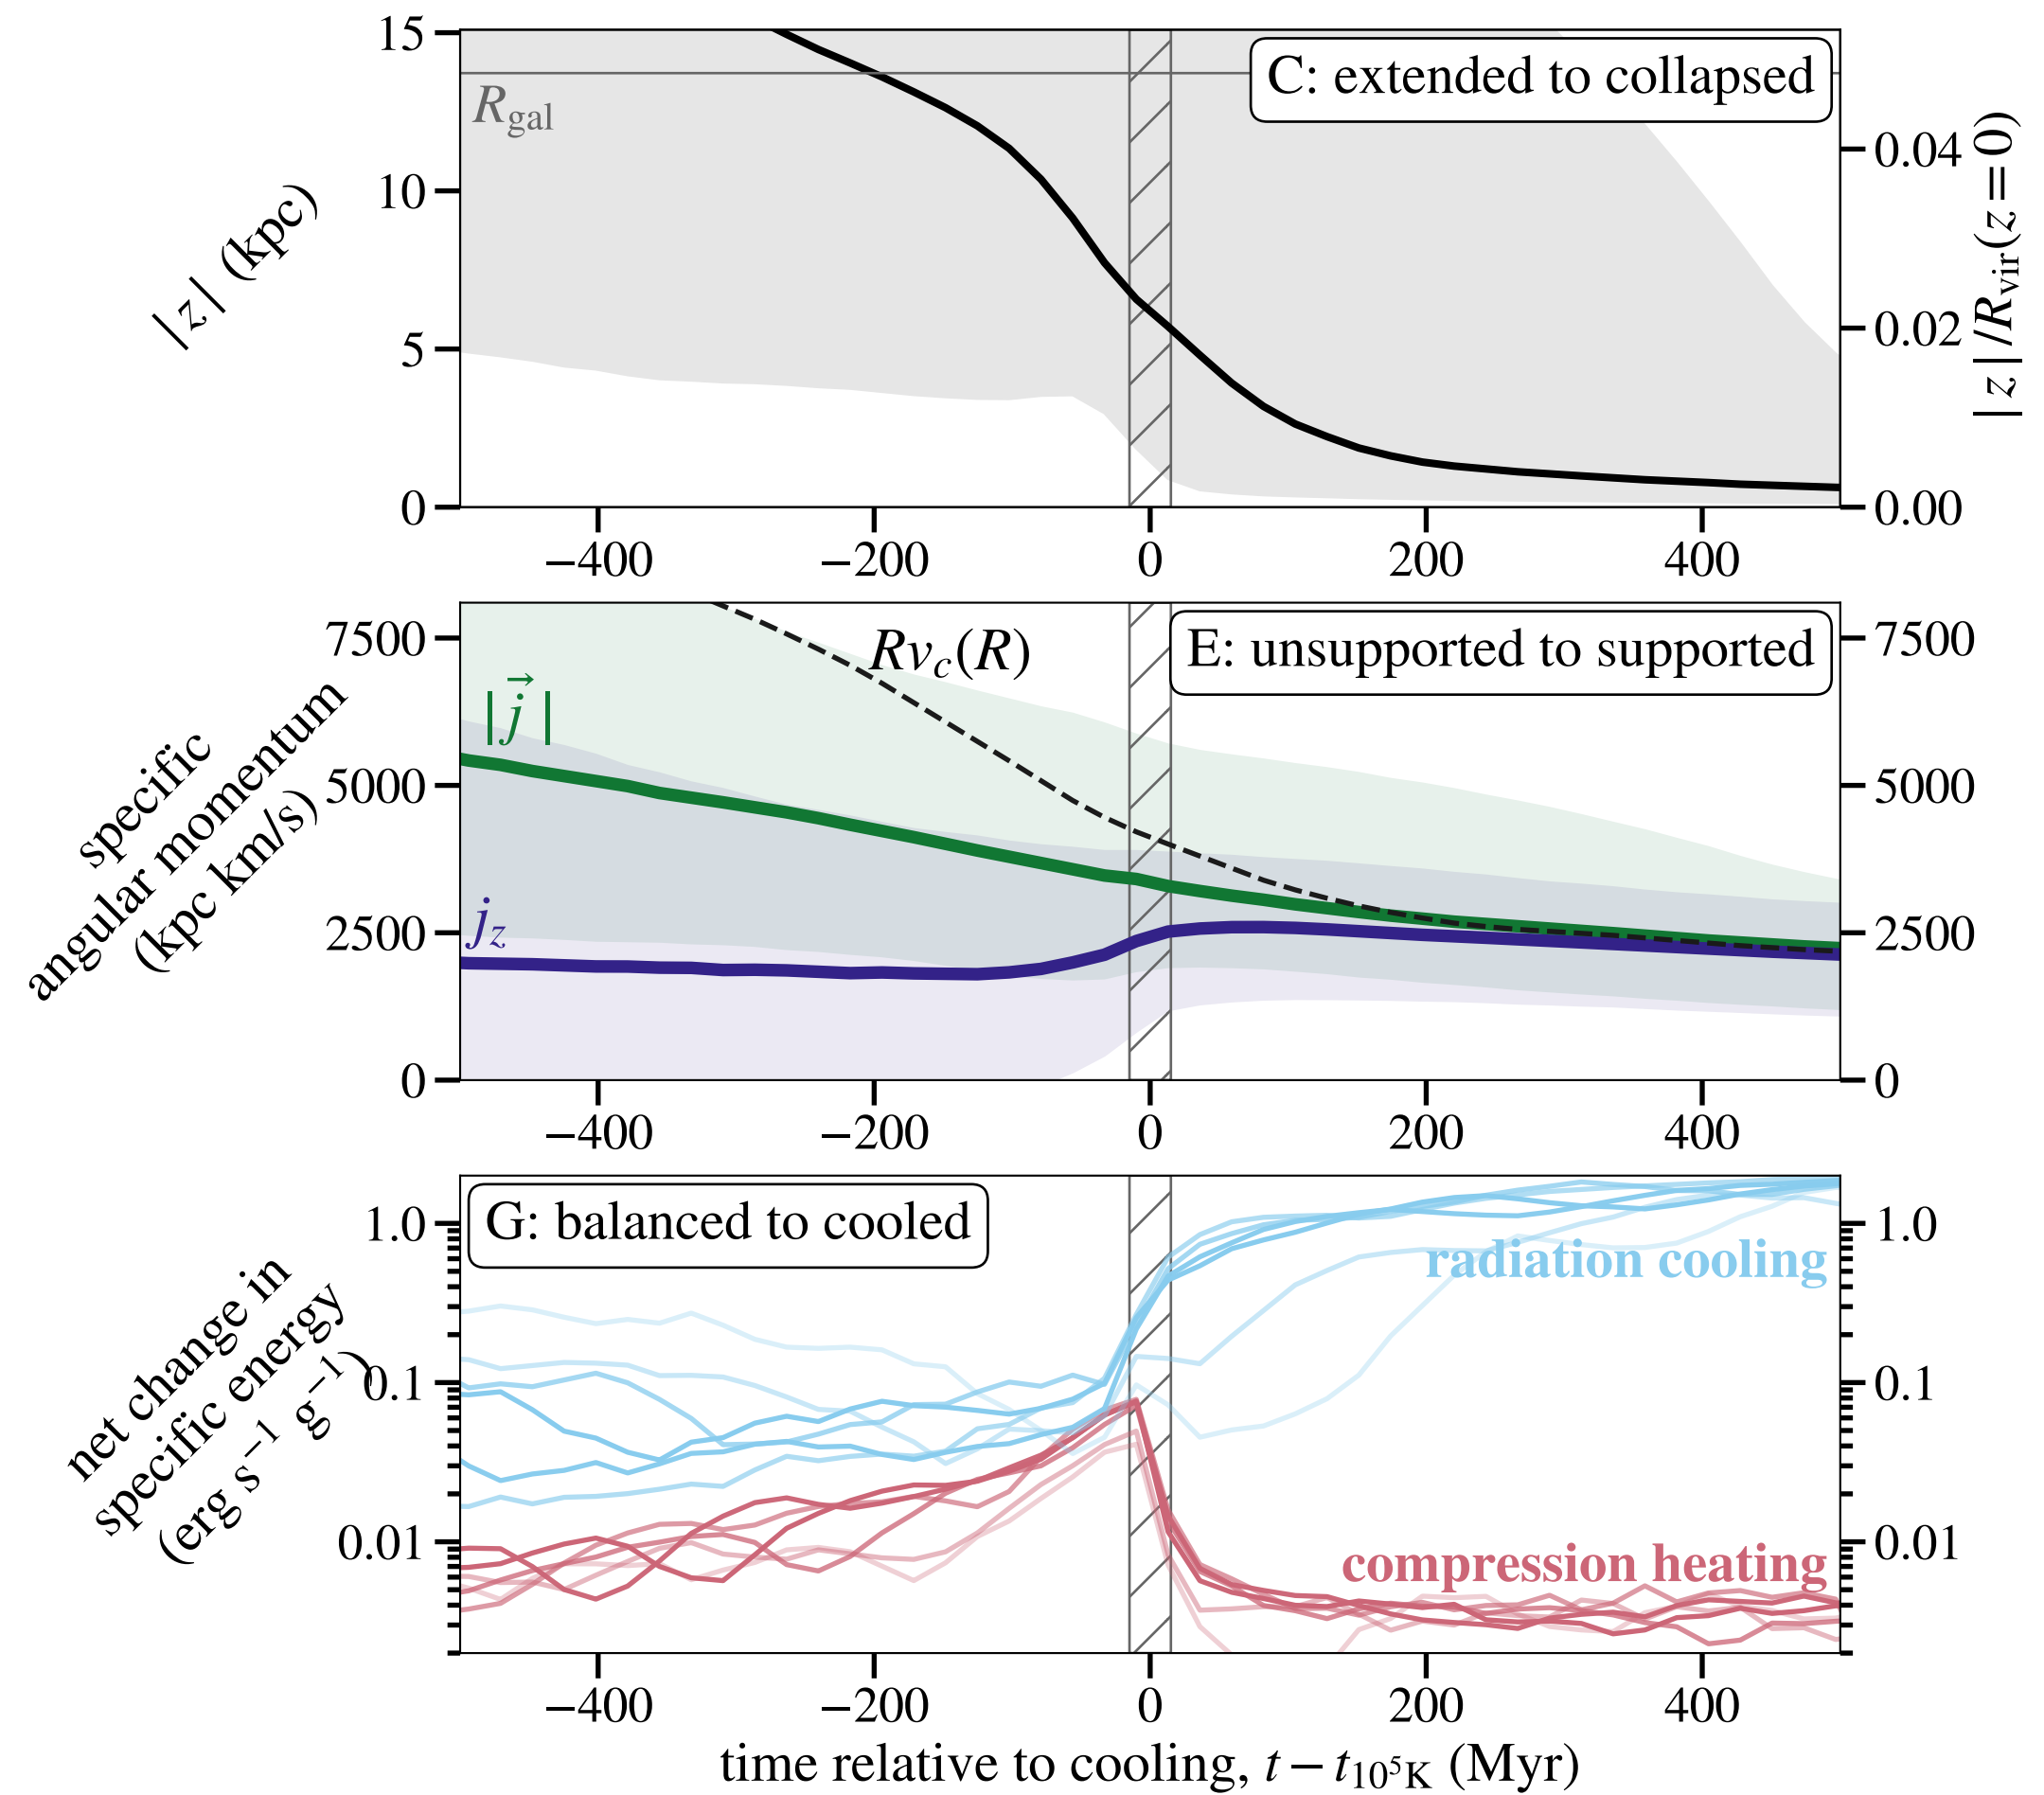 15
10
5
0
|z| (kpc)
R_gal
C: extended to collapsed
0.04
0.02
0.00
|z|/R_vir(z=0)
−400 −200 0 200 400
7500
5000
2500
0
specific
angular momentum
(kpc km/s)
Rv_c(R)
E: unsupported to supported
|j⃗|
j_z
7500
5000
2500
0
−400 −200 0 200 400
G: balanced to cooled
1.0
0.1
0.01
net change in
specific energy
(erg s⁻¹ g⁻¹)
1.0
0.1
0.01
radiation cooling
compression heating
−400 −200 0 200 400
time relative to cooling, t − t_10⁵K (Myr)